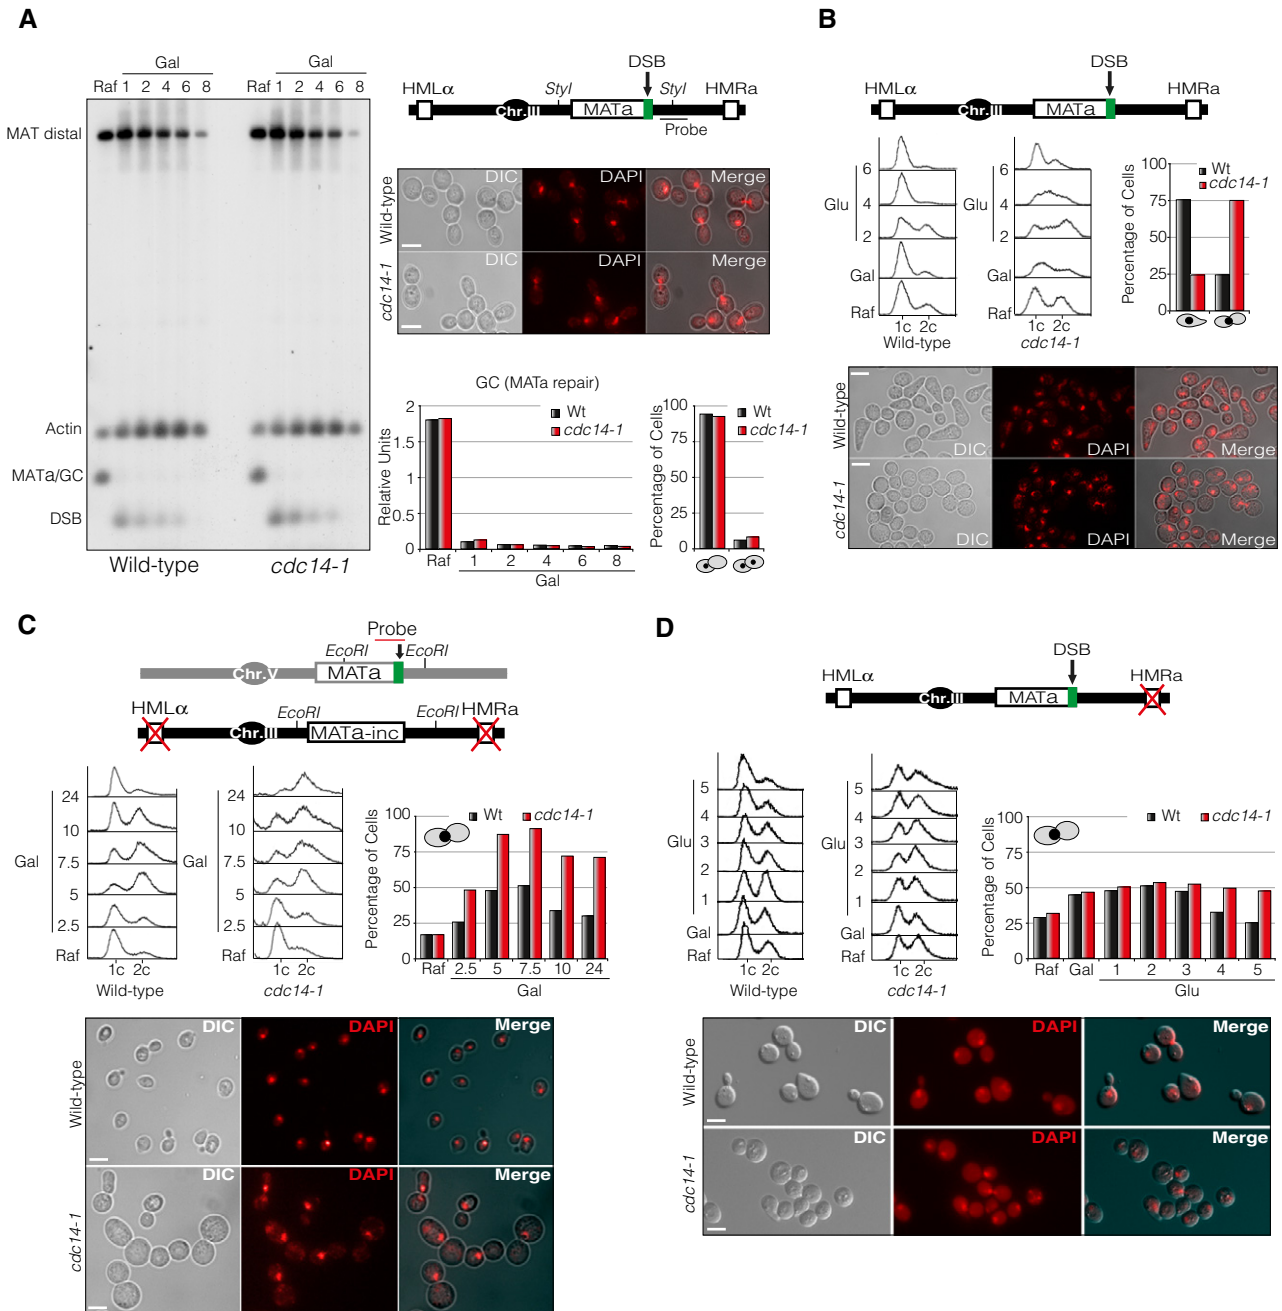 A
Gal
Raf 1 2 4 6 8
Gal
Raf 1 2 4 6 8
MAT distal
Actin
MATa/GC
DSB
Wild-type
cdc14-1
DSB
HMLα
StyI
StyI
HMRa
Chr.III
MATa
Probe
Wild-type
DIC
DAPI
Merge
cdc14-1
DIC
DAPI
Merge
GC (MATa repair)
Relative Units
2
1.5
1
0.5
0
Wt
cdc14-1
Raf 1 2 4 6 8
Gal
Percentage of Cells
100
75
50
25
0
Wt
cdc14-1
B
DSB
HMLα
HMRa
Chr.III
MATa
6
Glu
4
2
Gal
Raf
1c 2c
Wild-type
6
Glu
4
2
Gal
Raf
1c 2c
cdc14-1
Percentage of Cells
100
75
50
25
0
Wt
cdc14-1
Wild-type
DIC
DAPI
Merge
cdc14-1
DIC
DAPI
Merge
C
Probe
EcoRI
EcoRI
Chr.V
MATa
HMLα
EcoRI
EcoRI
HMRa
Chr.III
MATa-inc
24
10
Gal
7.5
5
2.5
Raf
1c 2c
Wild-type
24
10
Gal
7.5
5
2.5
Raf
1c 2c
cdc14-1
Percentage of Cells
100
75
50
25
0
Wt
cdc14-1
Raf 2.5 5 7.5 10 24
Gal
Wild-type
DIC
DAPI
Merge
cdc14-1
DIC
DAPI
Merge
D
DSB
HMLα
HMRa
Chr.III
MATa
5
4
Glu
3
2
1
Gal
Raf
1c 2c
Wild-type
5
4
Glu
3
2
1
Gal
Raf
1c 2c
cdc14-1
Percentage of Cells
100
75
50
25
0
Wt
cdc14-1
Raf Gal 1 2 3 4 5
Glu
Wild-type
DIC
DAPI
Merge
cdc14-1
DIC
DAPI
Merge